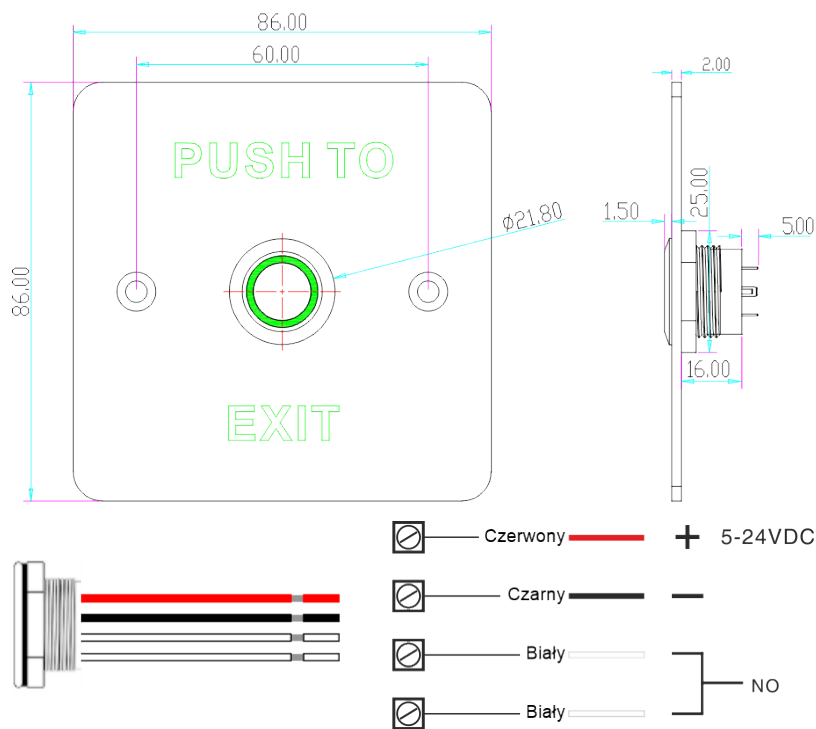 86.00
60.00
2.00
PUSH TO
ø21.80
1.50
25.00
5.00
86.00
16.00
EXIT
Czerwony + 5-24VDC
Czarny −
Biały
NO
Biały